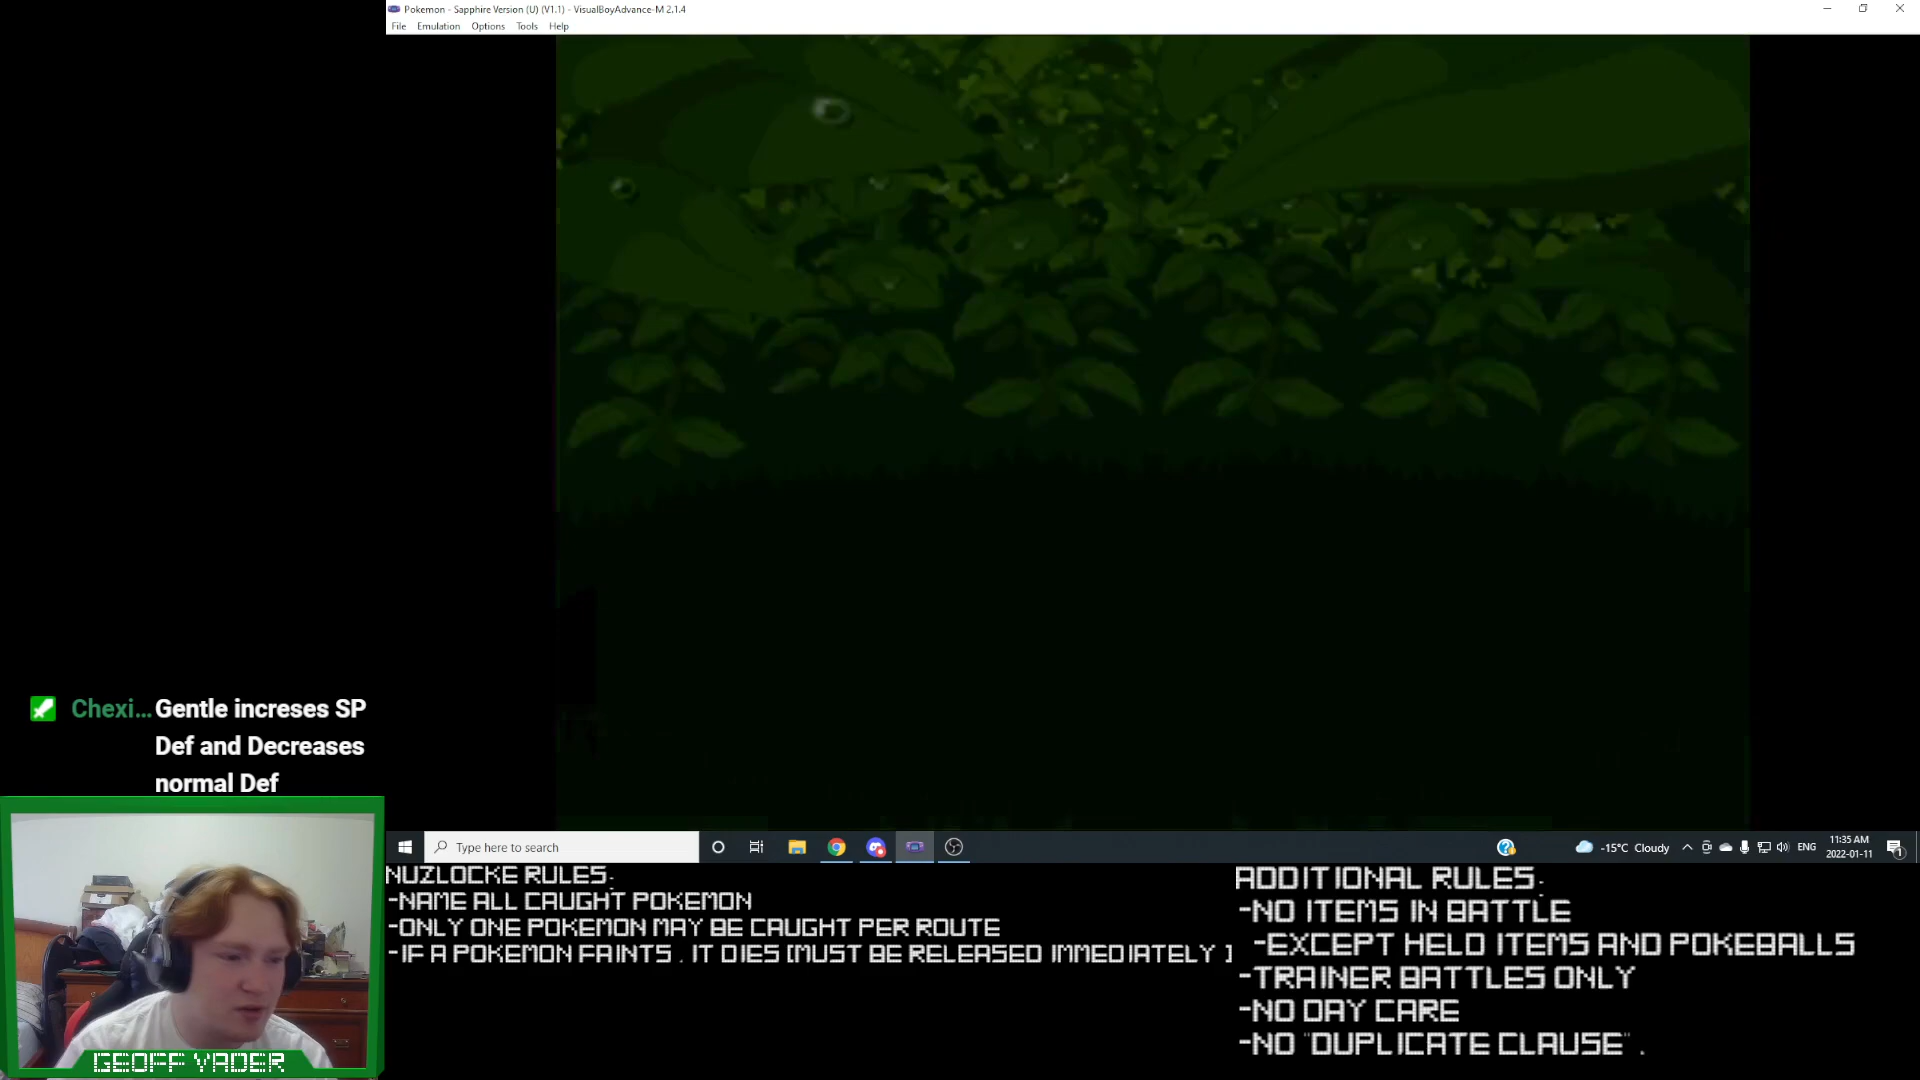 Pokemon - Sapphire Version (U) (V1.1) - VisualBoyAdvance-M 2.1.4
File Emulation Options Tools Help
Chexi... Gentle increses SP
Def and Decreases
normal Def
Type here to search
-15°C Cloudy
ENG
11:35 AM
2022-01-11
1
NUZLOCKE RULES:
-NAME ALL CAUGHT POKEMON
-ONLY ONE POKEMON MAY BE CAUGHT PER ROUTE
-IF A POKEMON FAINTS, IT DIES [MUST BE RELEASED IMMEDIATELY]
ADDITIONAL RULES:
-NO ITEMS IN BATTLE
-EXCEPT HELD ITEMS AND POKEBALLS
-TRAINER BATTLES ONLY
-NO DAY CARE
-NO "DUPLICATE CLAUSE".
GEOFF VADER